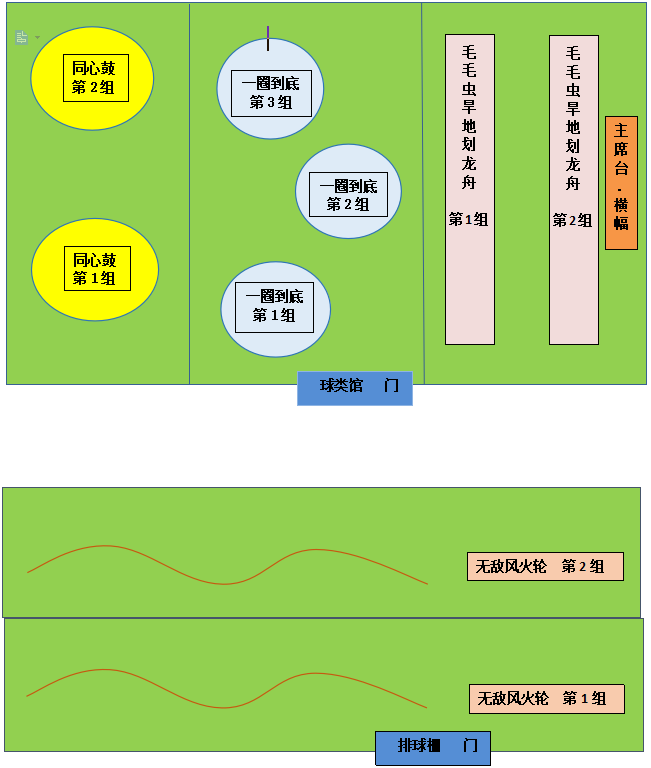 同心鼓
第2组
一圈到底
第3组
一圈到底
第2组
同心鼓
第1组
一圈到底
第1组
毛毛虫旱地划龙舟 第1组
毛毛虫旱地划龙舟 第2组
主席台-横幅
球类馆 门
无敌风火轮 第2组
无敌风火轮 第1组
排球棚 门